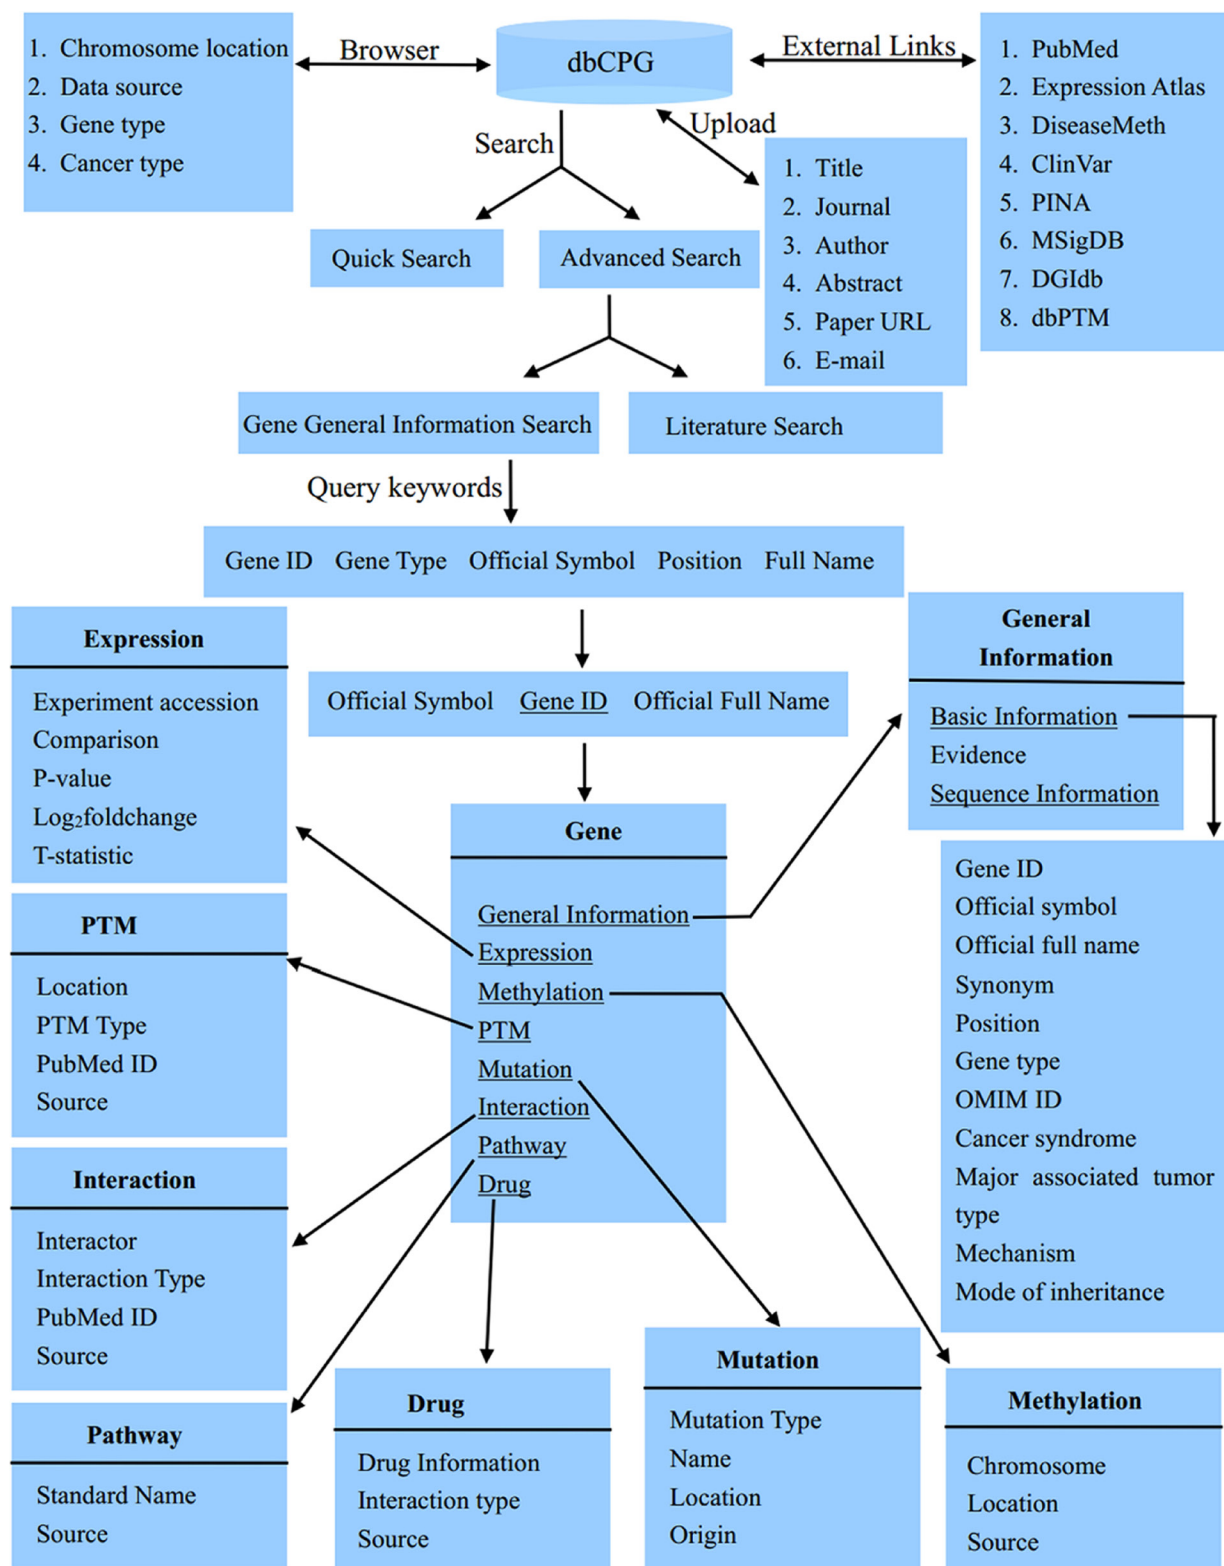 dbCPG
Browser
1. Chromosome location
2. Data source
3. Gene type
4. Cancer type
External Links
1. PubMed
2. Expression Atlas
3. DiseaseMeth
4. ClinVar
5. PINA
6. MSigDB
7. DGIdb
8. dbPTM
Upload
1. Title
2. Journal
3. Author
4. Abstract
5. Paper URL
6. E-mail
Search
Quick Search
Advanced Search
Gene General Information Search
Literature Search
Query keywords
Gene ID Gene Type Official Symbol Position Full Name
Official Symbol Gene ID Official Full Name
Gene
General Information
Expression
Methylation
PTM
Mutation
Interaction
Pathway
Drug
General
Information
Basic Information
Evidence
Sequence Information
Gene ID
Official symbol
Official full name
Synonym
Position
Gene type
OMIM ID
Cancer syndrome
Major associated tumor
type
Mechanism
Mode of inheritance
Expression
Experiment accession
Comparison
P-value
Log₂foldchange
T-statistic
PTM
Location
PTM Type
PubMed ID
Source
Interaction
Interactor
Interaction Type
PubMed ID
Source
Pathway
Standard Name
Source
Drug
Drug Information
Interaction type
Source
Mutation
Mutation Type
Name
Location
Origin
Methylation
Chromosome
Location
Source